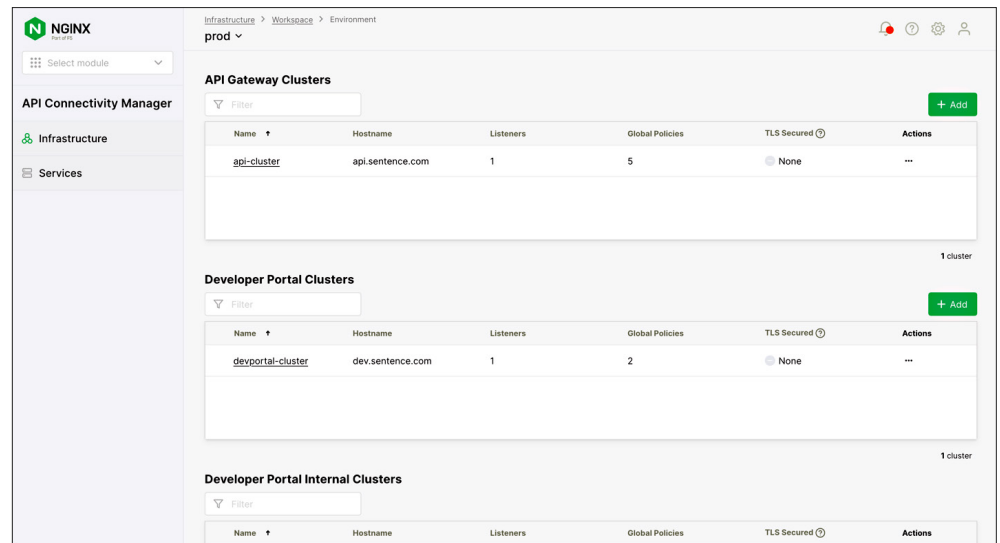 NGINX
Part of F5
Select module
API Connectivity Manager
Infrastructure
Services
Infrastructure > Workspace > Environment
prod
API Gateway Clusters
Filter
+ Add
Name ↑ Hostname Listeners Global Policies TLS Secured ? Actions
api-cluster api.sentence.com 1 5 None ...
1 cluster
Developer Portal Clusters
Filter
+ Add
Name ↑ Hostname Listeners Global Policies TLS Secured ? Actions
devportal-cluster dev.sentence.com 1 2 None ...
1 cluster
Developer Portal Internal Clusters
Filter
Name ↑ Hostname Listeners Global Policies TLS Secured ? Actions